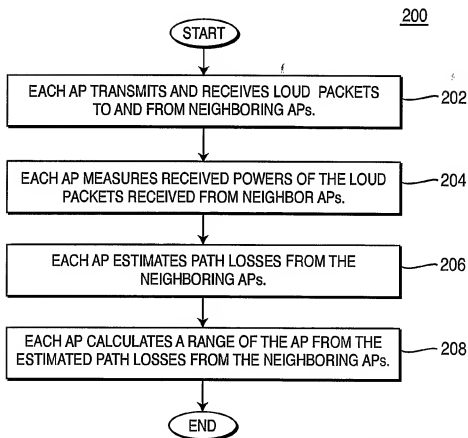 200
START
EACH AP TRANSMITS AND RECEIVES LOUD PACKETS
TO AND FROM NEIGHBORING APs.
202
EACH AP MEASURES RECEIVED POWERS OF THE LOUD
PACKETS RECEIVED FROM NEIGHBOR APs.
204
EACH AP ESTIMATES PATH LOSSES FROM THE
NEIGHBORING APs.
206
EACH AP CALCULATES A RANGE OF THE AP FROM THE
ESTIMATED PATH LOSSES FROM THE NEIGHBORING APs.
208
END